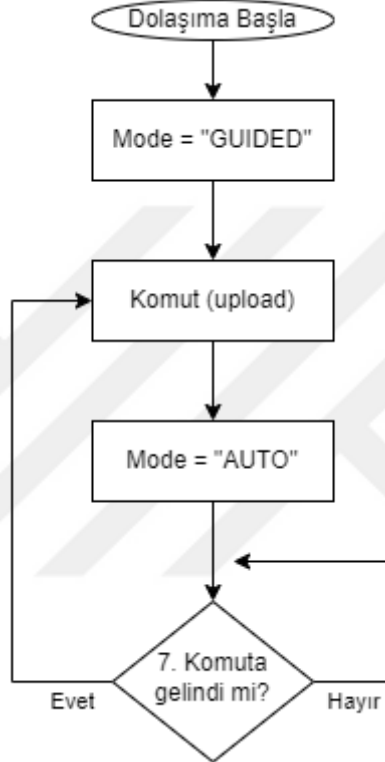 Dolaşıma Başla
Mode = "GUIDED"
Komut (upload)
Mode = "AUTO"
7. Komuta
gelindi mi?
Evet
Hayır